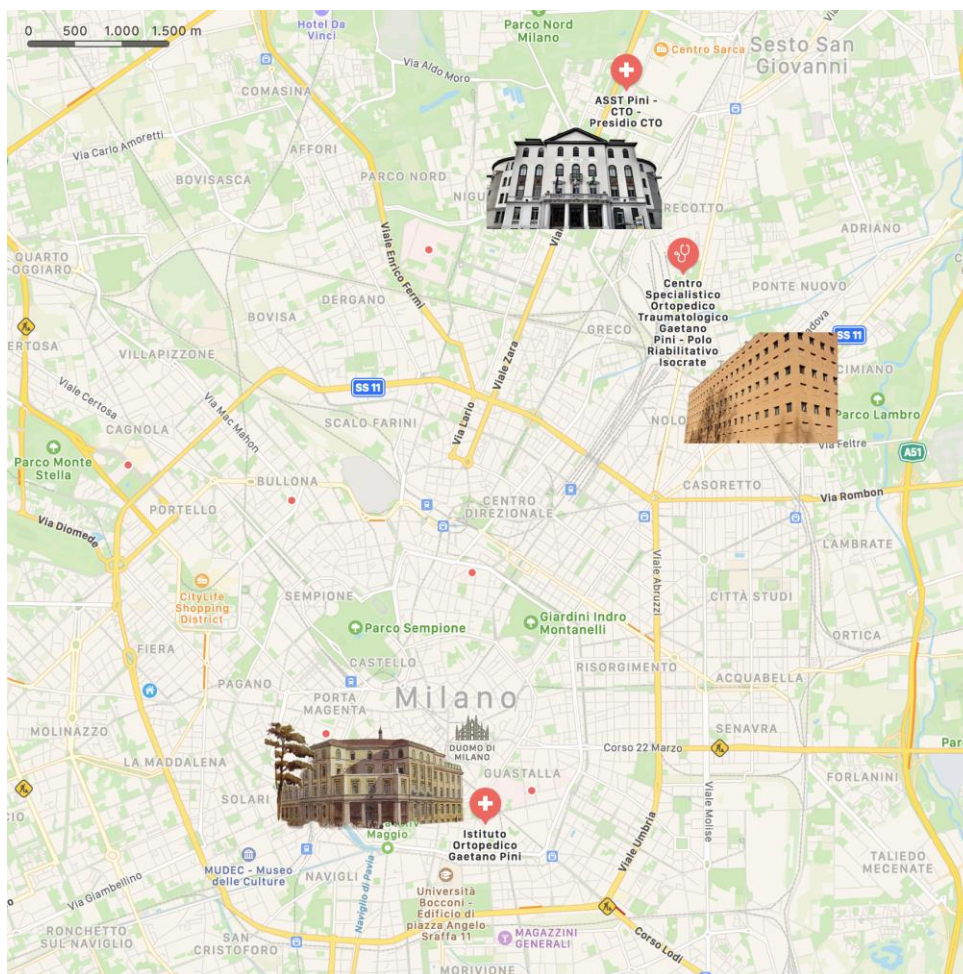 0 500 1.000 1.500 m
Hotel Da
Vinci
Parco Nord
Milano
Centro Sarca
Sesto San
Giovanni
Via Aldo Moro
COMASINA
ASST Pini -
CTO -
Presidio CTO
Via Carlo Amoretti
AFFORI
BOVISASCA
PARCO NORD
ADRIANO
QUARTO
OGGIARO
Viale Enrico Fermi
DERGANO
BOVISA
GRECO
PONTE NUOVO
Centro
Specialistico
Ortopedico
Traumatologico
Gaetano
Pini - Polo
Riabilitativo
Isocrate
SS 11
VILLAPIZZONE
Viale Zara
CIMIANO
SS 11
Viale Certosa
Via Mac Mahon
Via Lario
Parco Lambro
CAGNOLA
SCALO FARINI
NOLO
Via Feltre
Parco Monte
Stella
A51
BULLONA
CASORETTO
Via Rombon
PORTELLO
CENTRO
DIREZIONALE
Via Diomede
LAMBRATE
Viale Abruzzi
CityLife
Shopping
District
SEMPIONE
CITTÀ STUDI
Parco Sempione
Giardini Indro
Montanelli
ORTICA
FIERA
CASTELLO
RISORGIMENTO
PAGANO
ACQUABELLA
PORTA
MAGENTA
Milano
MOLINAZZO
SENAVRA
DUOMO DI
MILANO
Corso 22 Marzo
LA MADDALENA
GUASTALLA
FORLANINI
SOLARI
Viale Molise
Maggio
Istituto
Ortopedico
Gaetano Pini
Viale Umbria
MUDEC - Museo
delle Culture
NAVIGLI
Naviglio di Pavia
TALIEDO
MECENATE
Via Giambellino
Università
Bocconi -
Edificio di
piazza Angelo
Sraffa 11
RONCHETTO
SUL NAVIGLIO
SAN
CRISTOFORO
MAGAZZINI
GENERALI
Corso Lodi
MORIVIONE